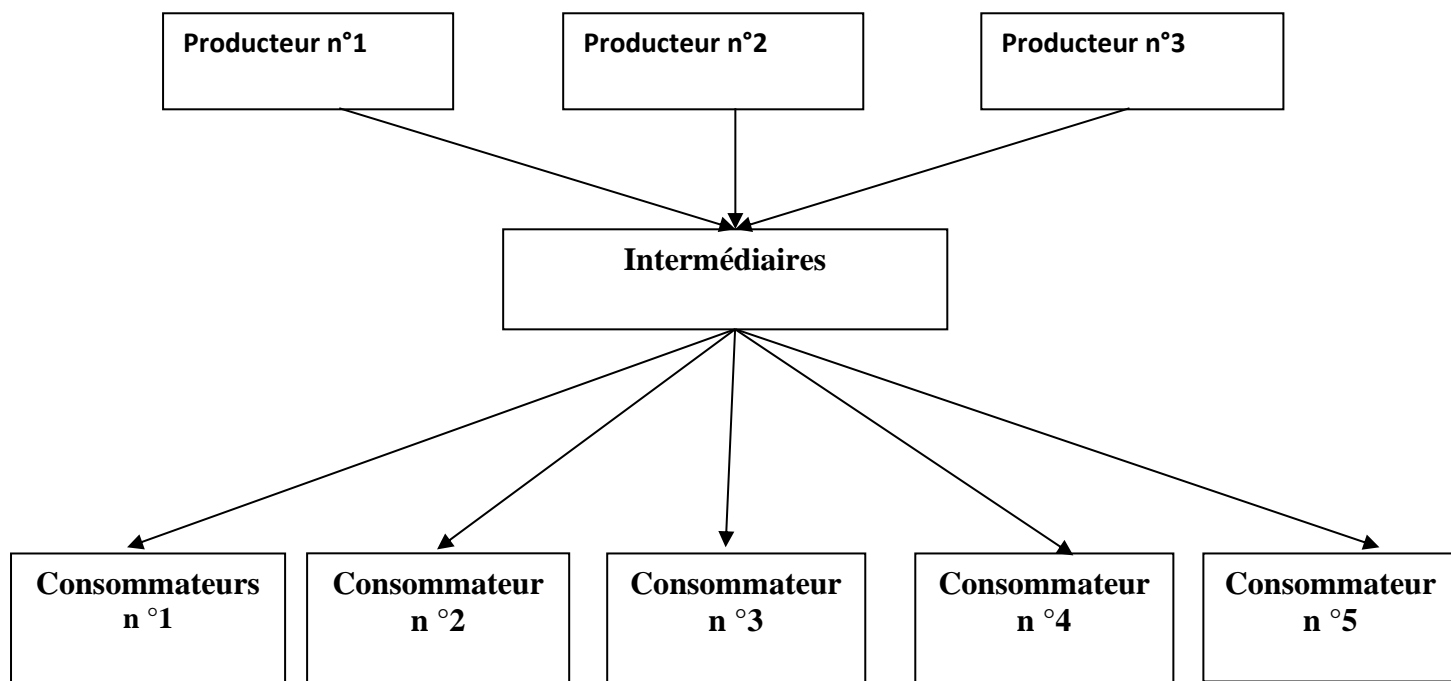 Producteur n°1
Producteur n°2
Producteur n°3
Intermédiaires
Consommateurs
n °1
Consommateur
n °2
Consommateur
n °3
Consommateur
n °4
Consommateur
n °5